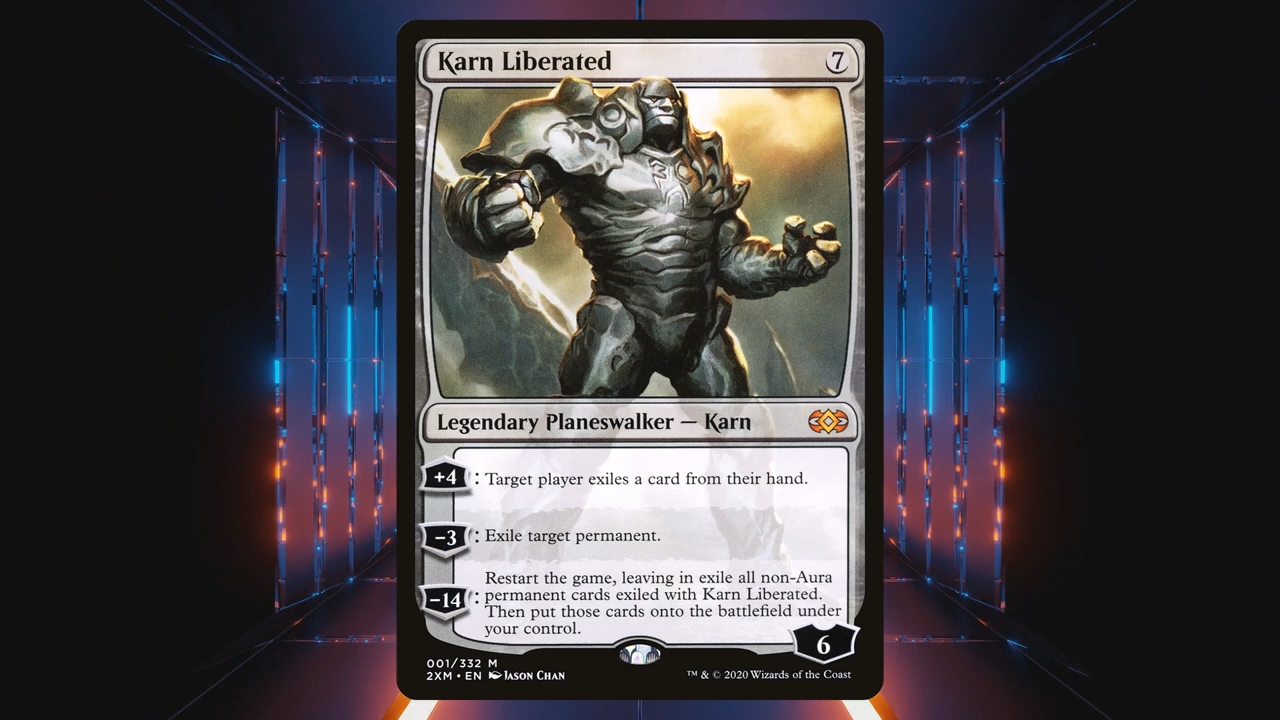 Karn Liberated 7
Legendary Planeswalker — Karn
+4 : Target player exiles a card from their hand.
−3 : Exile target permanent.
Restart the game, leaving in exile all non-Aura
−14 : permanent cards exiled with Karn Liberated.
Then put those cards onto the battlefield under
your control.
6
001/332 M
2XM • EN Jason Chan
™ & © 2020 Wizards of the Coast